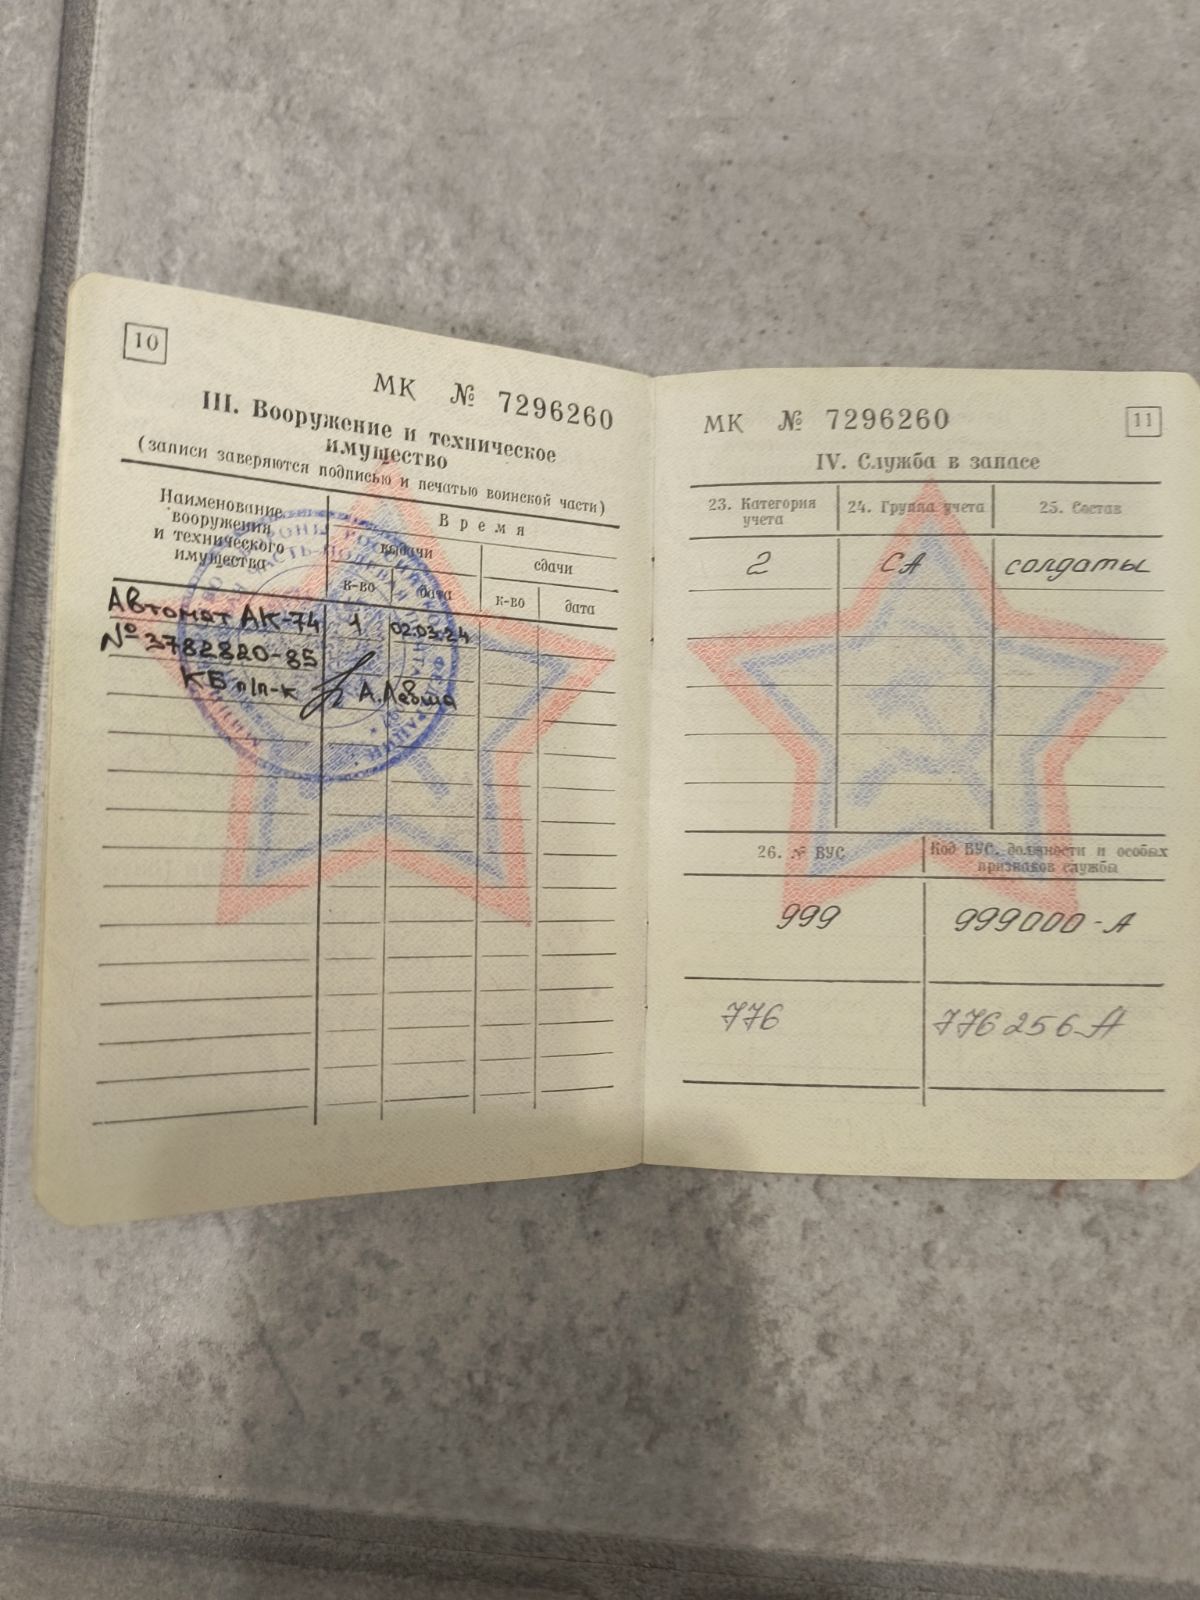 10
МК № 7296260
III. Вооружение и техническое
имущество
(записи заверяются подписью и печатью воинской части)
Наименование
вооружения
и технического
имущества
Время
выдачи
сдачи
к-во
дата
к-во
дата
Автомат АК-74
1
02.03.24
№ 3782820-85
КБ п/п-к
А.Левша
МК № 7296260
11
IV. Служба в запасе
23. Категория
учета
24. Группа учета
25. Состав
2
СА
солдаты
26. № ВУС
Код ВУС, должности и особых
признаков службы
999
999000-А
776
776256-А